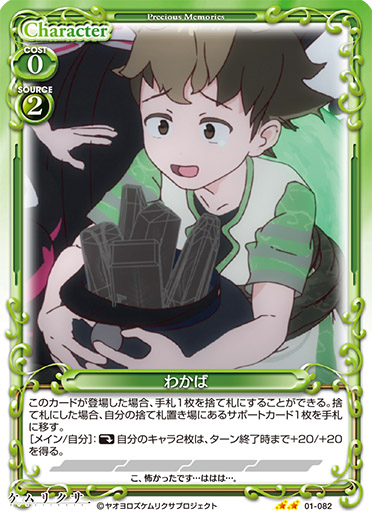 Precious Memories
Character
COST
0
SOURCE
2
わかば
このカードが登場した場合、手札1枚を捨て札にすることができる。捨
て札にした場合、自分の捨て札置き場にあるサポートカード1枚を手札
に移す。
[メイン/自分]: 自分のキャラ2枚は、ターン終了時まで+20/+20
を得る。
こ、怖かったです…ははは…。
ケムリクサ
©ヤオヨロズケムリクサプロジェクト
01-082